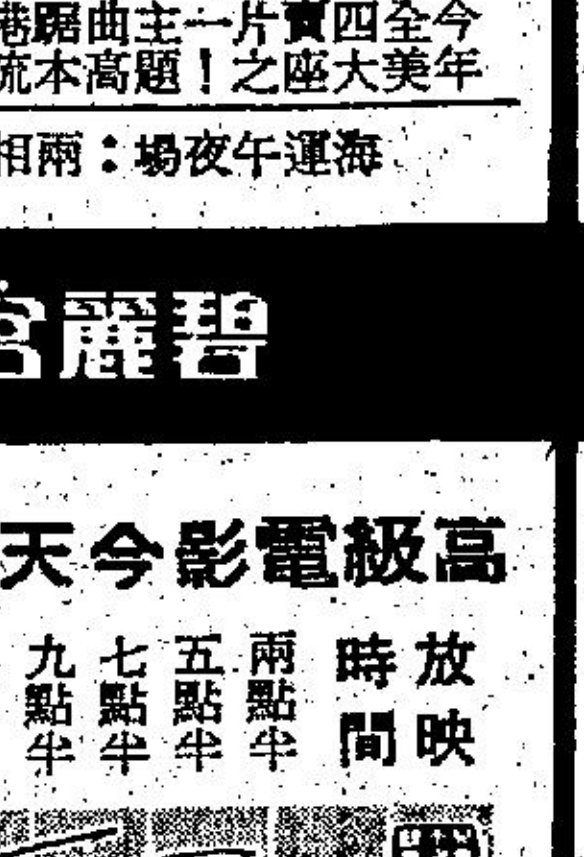 今年全美四大賣座片之一！主題曲高踞本港流
海運午夜場：兩相
碧麗宮
高級電影今天
放映
時間
兩點半
五點半
七點半
九點半